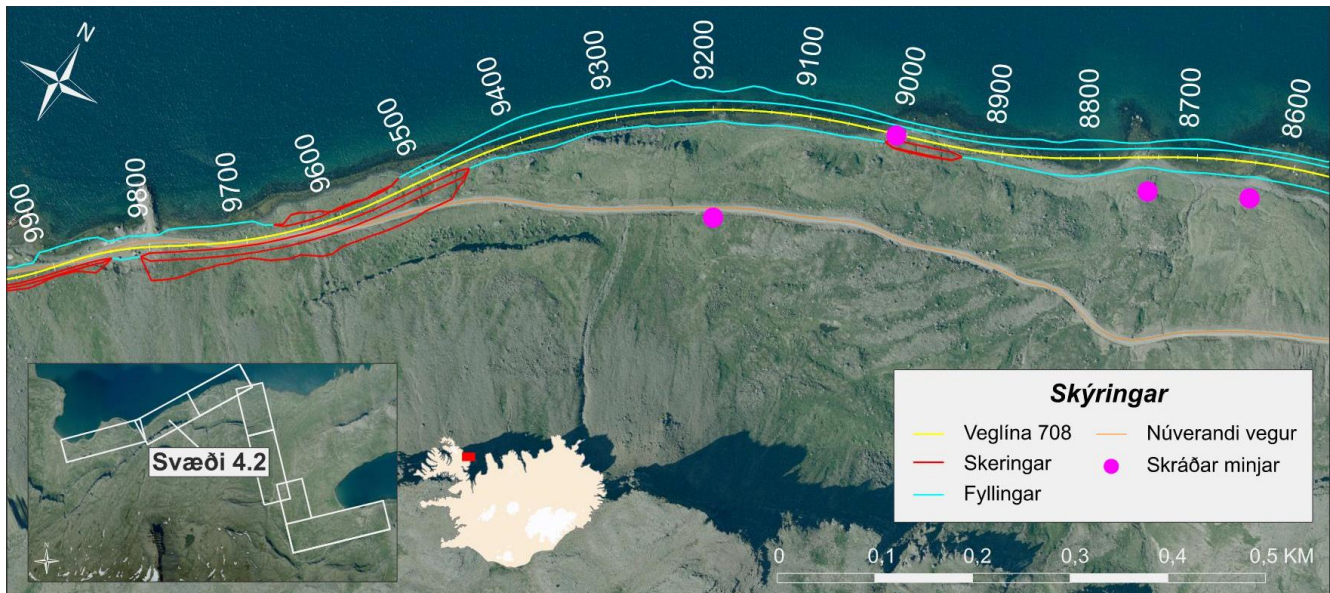 N
9900
9800
9700
9600
9500
9400
9300
9200
9100
9000
8900
8800
8700
8600
Svæði 4.2
Skýringar
Veglína 708
Núverandi vegur
Skeringar
Skráðar minjar
Fyllingar
0 0,1 0,2 0,3 0,4 0,5 KM